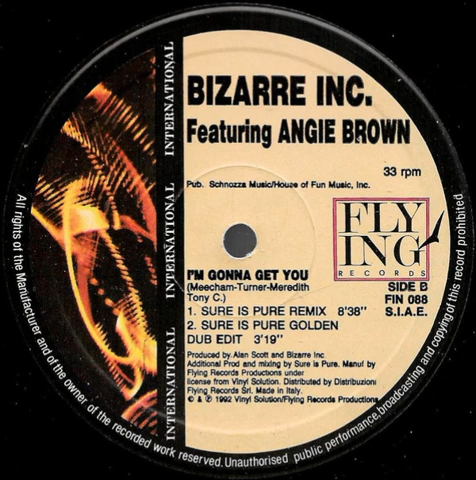 BIZARRE INC.
Featuring ANGIE BROWN
33 rpm
Pub. Schnozza Music/House of Fun Music, Inc.
FLY
ING
RECORDS
I'M GONNA GET YOU
(Meecham-Turner-Meredith
Tony C.)
SIDE B
FIN 088
S.I.A.E.
1. SURE IS PURE REMIX 8'38"
2. SURE IS PURE GOLDEN
DUB EDIT 3'19"
Produced by Alan Scott and Bizarre Inc
Additional Prod and mixing by Sure is Pure. Manuf by
Flying Records Productions under
license from Vinyl Solution. Distributed by Distribuzioni
Flying Records Srl. Made in Italy.
© & ℗ 1992 Vinyl Solution/Flying Records Productions
INTERNATIONAL
INTERNATIONAL
INTERNATIONAL
All rights of the Manufacturer and of the owner of the recorded work reserved. Unauthorised public performance, broadcasting and copying of this record prohibited